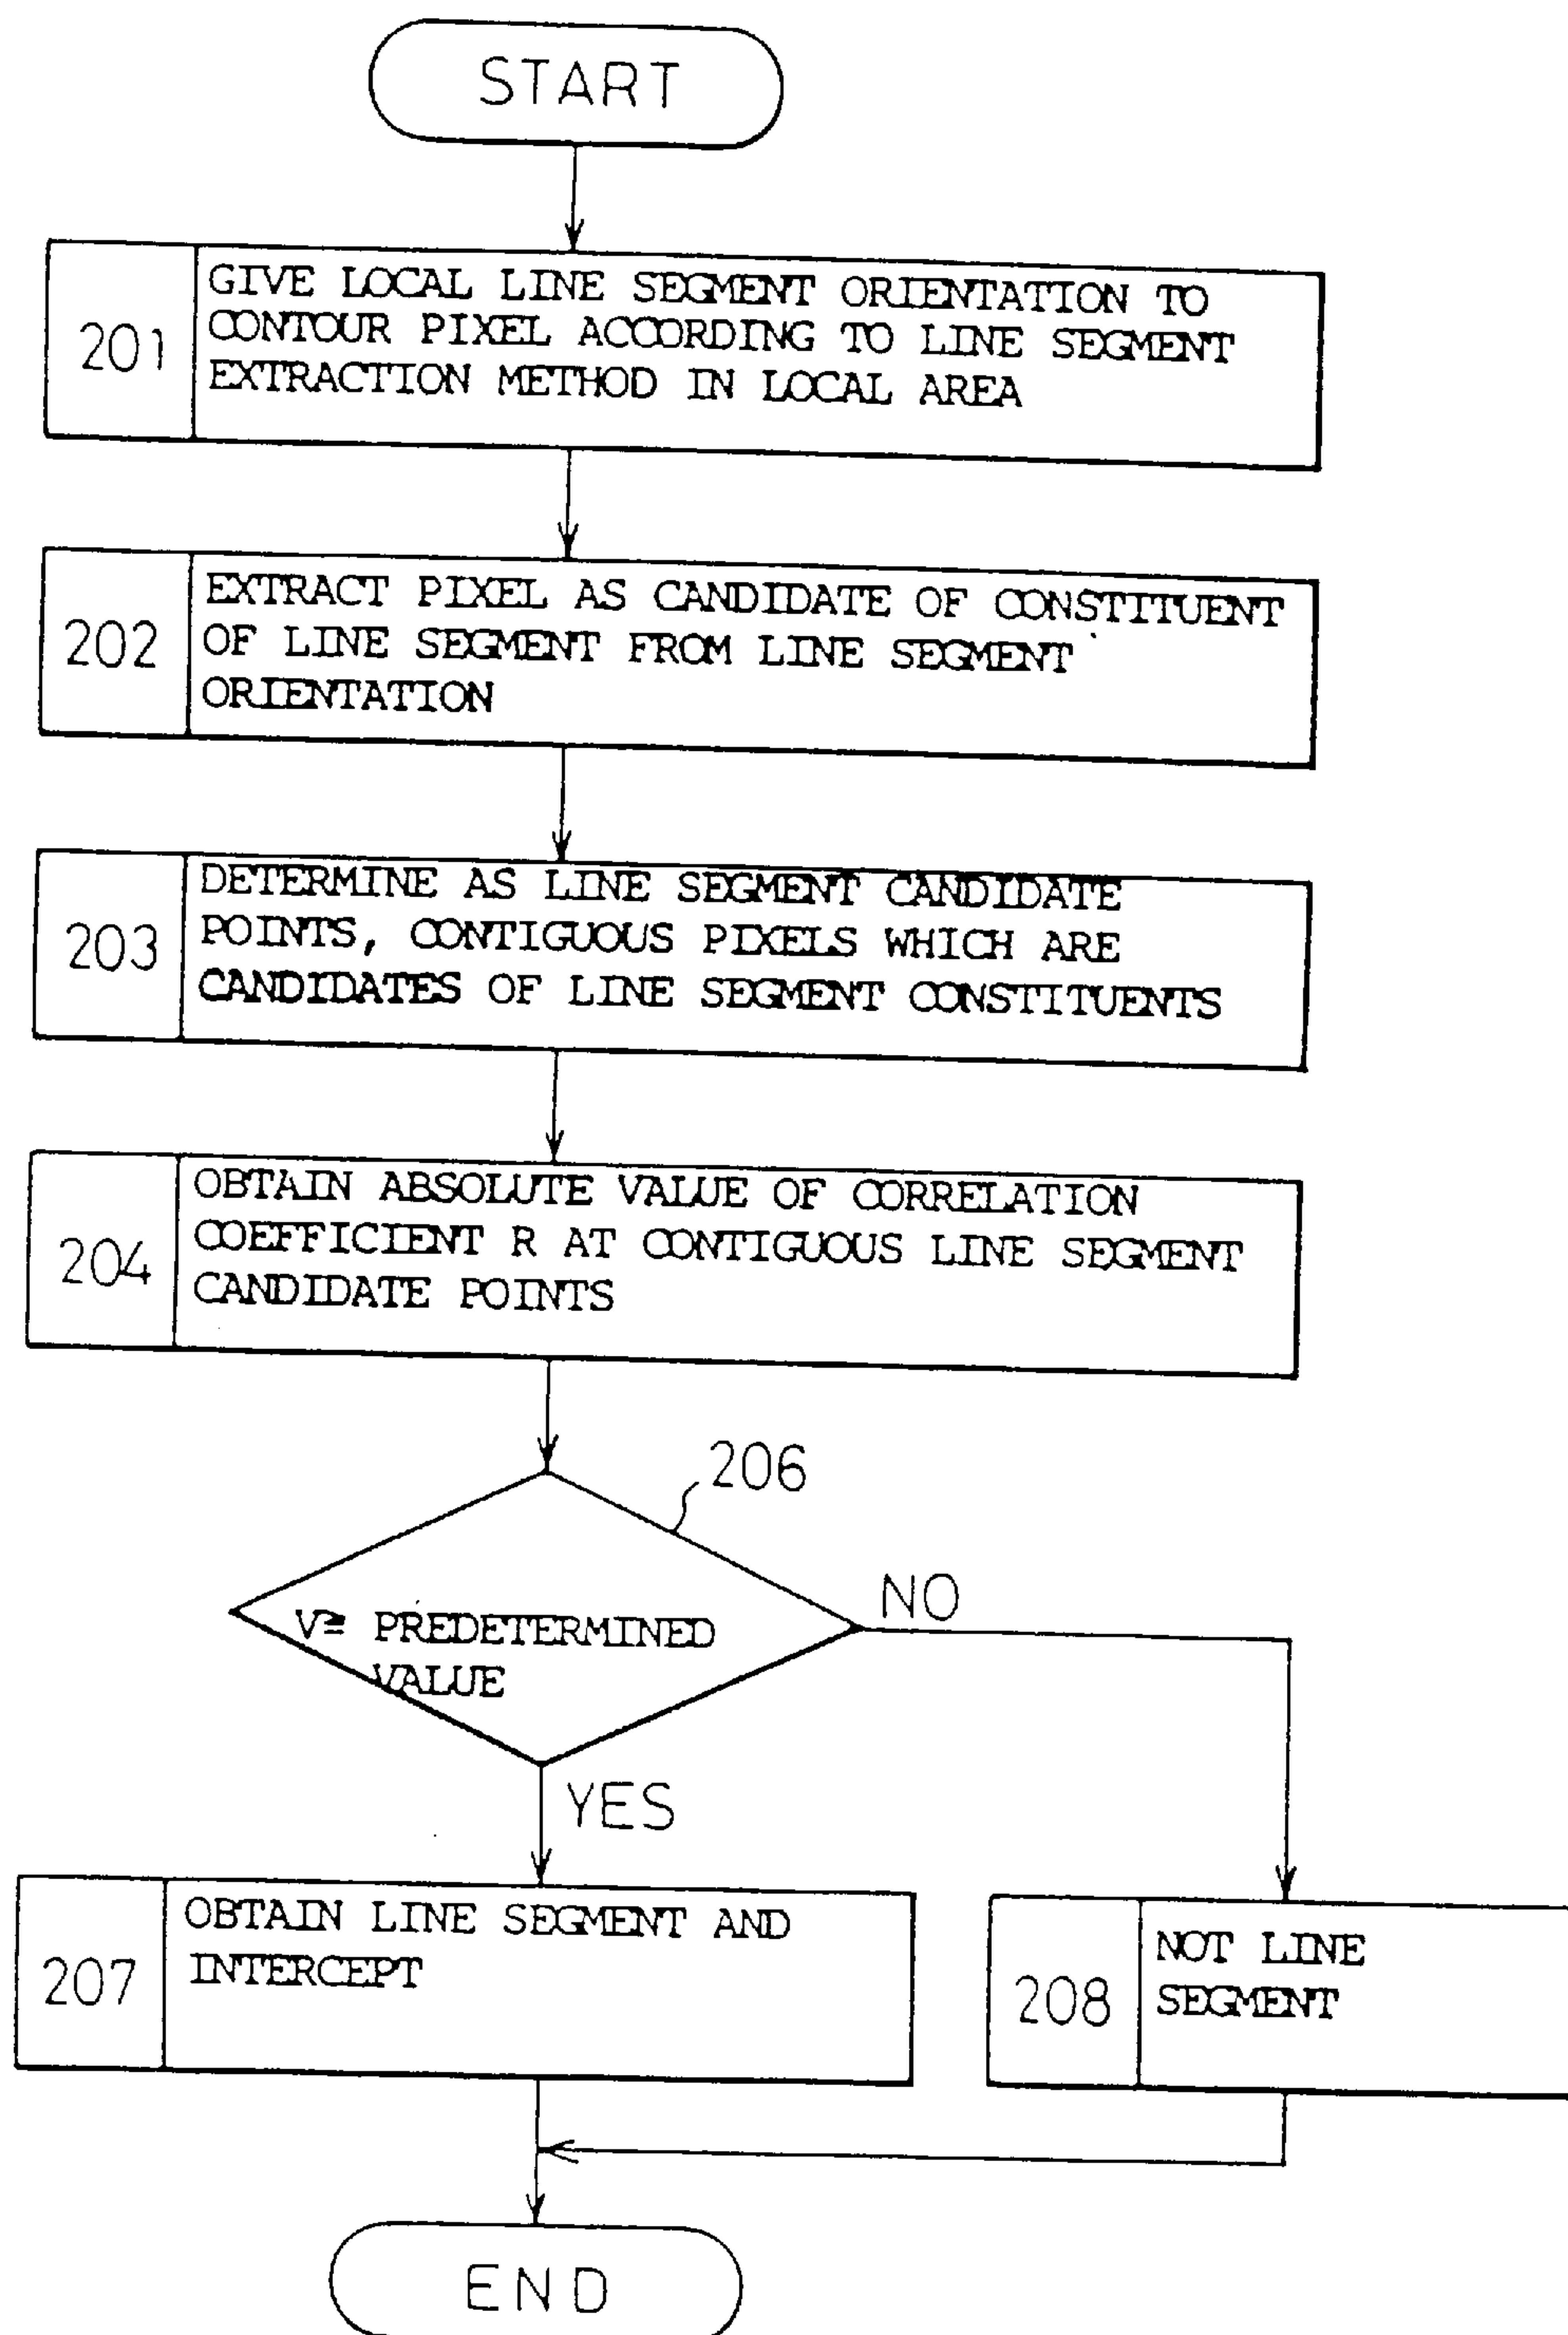 START
201
GIVE LOCAL LINE SEGMENT ORIENTATION TO
CONTOUR PIXEL ACCORDING TO LINE SEGMENT
EXTRACTION METHOD IN LOCAL AREA
202
EXTRACT PIXEL AS CANDIDATE OF CONSTITUENT
OF LINE SEGMENT FROM LINE SEGMENT
ORIENTATION
203
DETERMINE AS LINE SEGMENT CANDIDATE
POINTS, CONTIGUOUS PIXELS WHICH ARE
CANDIDATES OF LINE SEGMENT CONSTITUENTS
204
OBTAIN ABSOLUTE VALUE OF CORRELATION
COEFFICIENT R AT CONTIGUOUS LINE SEGMENT
CANDIDATE POINTS
206
V≧ PREDETERMINED
VALUE
NO
YES
207
OBTAIN LINE SEGMENT AND
INTERCEPT
208
NOT LINE
SEGMENT
END